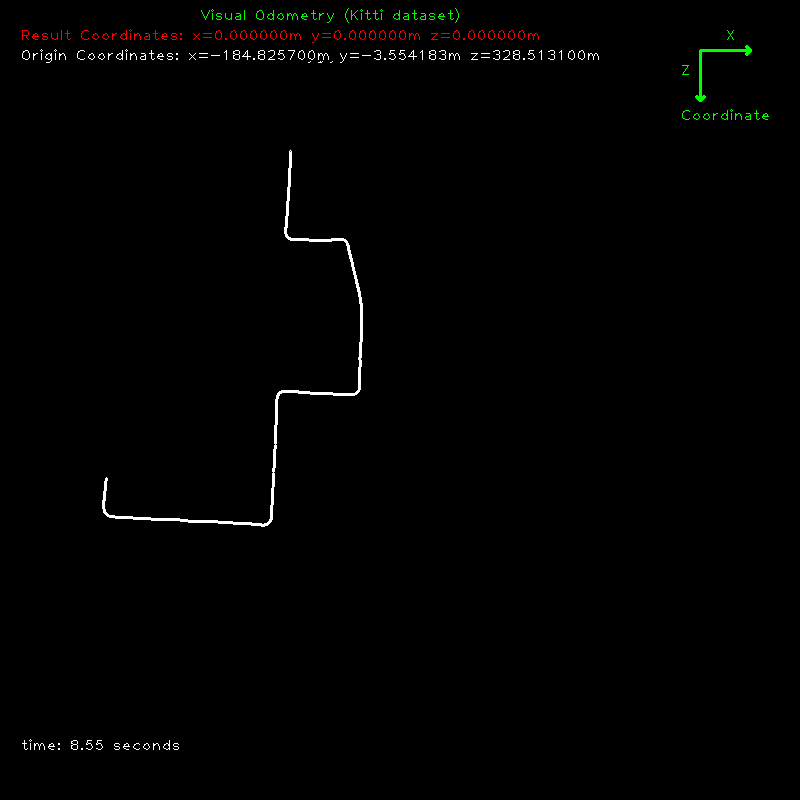 Visual Odometry (Kitti dataset)
Result Coordinates: x=0.000000m y=0.000000m z=0.000000m
Origin Coordinates: x=-184.825700m y=-3.554183m z=328.513100m
X
Z
Coordinate
time: 8.55 seconds